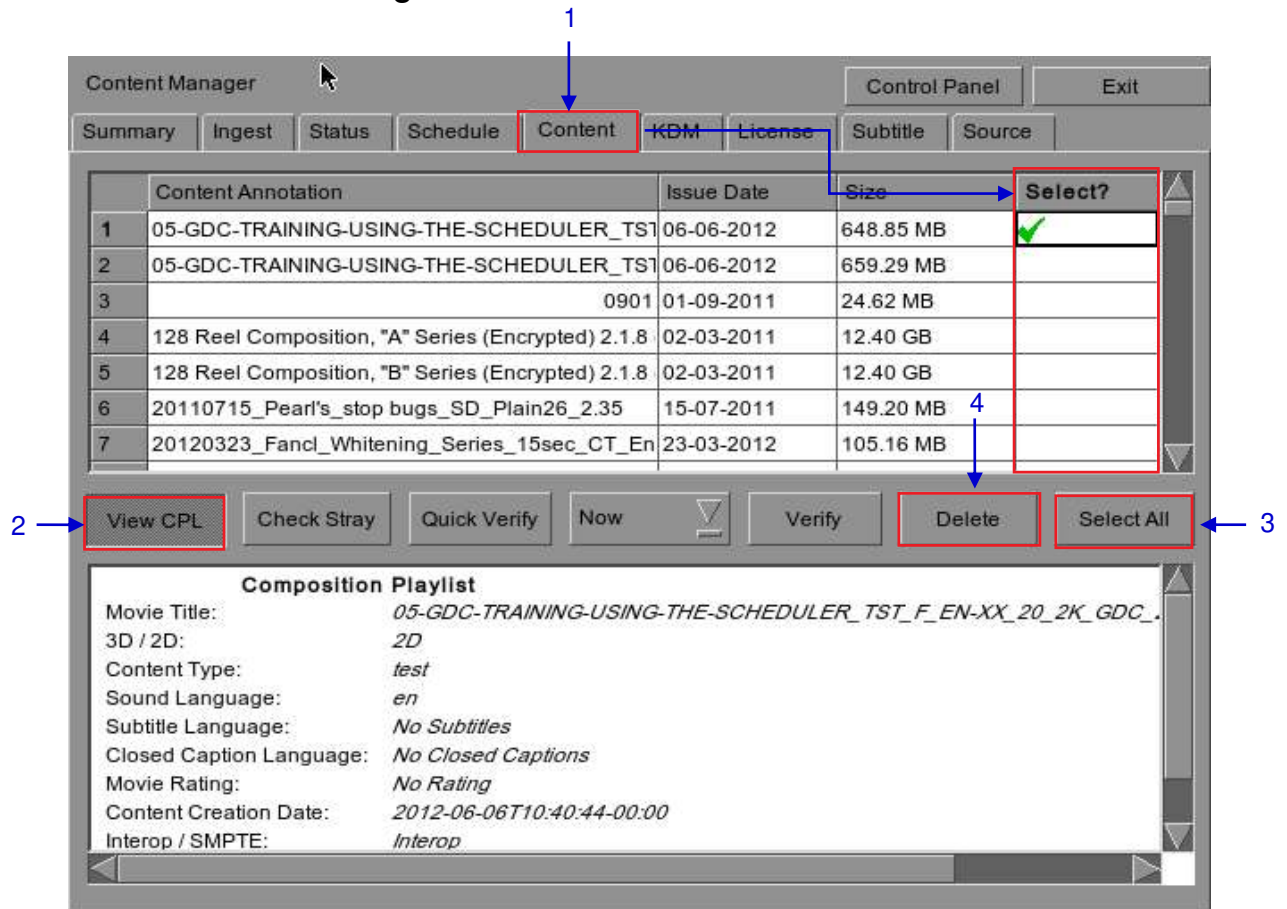 1
Content Manager Control Panel Exit
Summary Ingest Status Schedule Content KDM License Subtitle Source
Content Annotation Issue Date Size Select?
1 05-GDC-TRAINING-USING-THE-SCHEDULER_TST 06-06-2012 648.85 MB
2 05-GDC-TRAINING-USING-THE-SCHEDULER_TST 06-06-2012 659.29 MB
3 0901 01-09-2011 24.62 MB
4 128 Reel Composition, "A" Series (Encrypted) 2.1.8 02-03-2011 12.40 GB
5 128 Reel Composition, "B" Series (Encrypted) 2.1.8 02-03-2011 12.40 GB
6 20110715_Pearl's_stop bugs_SD_Plain26_2.35 15-07-2011 149.20 MB
7 20120323_Fancl_Whitening_Series_15sec_CT_En 23-03-2012 105.16 MB
4
2 View CPL Check Stray Quick Verify Now Verify Delete Select All 3
Composition Playlist
Movie Title: 05-GDC-TRAINING-USING-THE-SCHEDULER_TST_F_EN-XX_20_2K_GDC_
3D / 2D: 2D
Content Type: test
Sound Language: en
Subtitle Language: No Subtitles
Closed Caption Language: No Closed Captions
Movie Rating: No Rating
Content Creation Date: 2012-06-06T10:40:44-00:00
Interop / SMPTE: Interop